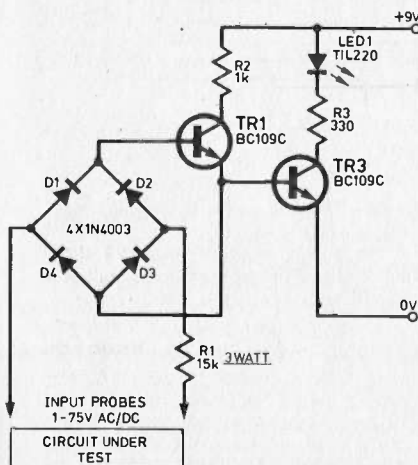 +9V
LED1
TIL220
R2
1k
R3
330
TR1
BC109C
TR3
BC109C
D1
D2
4X1N4003
D4
D3
0V
R1
15k 3WATT
INPUT PROBES
1-75V AC/DC
CIRCUIT UNDER
TEST